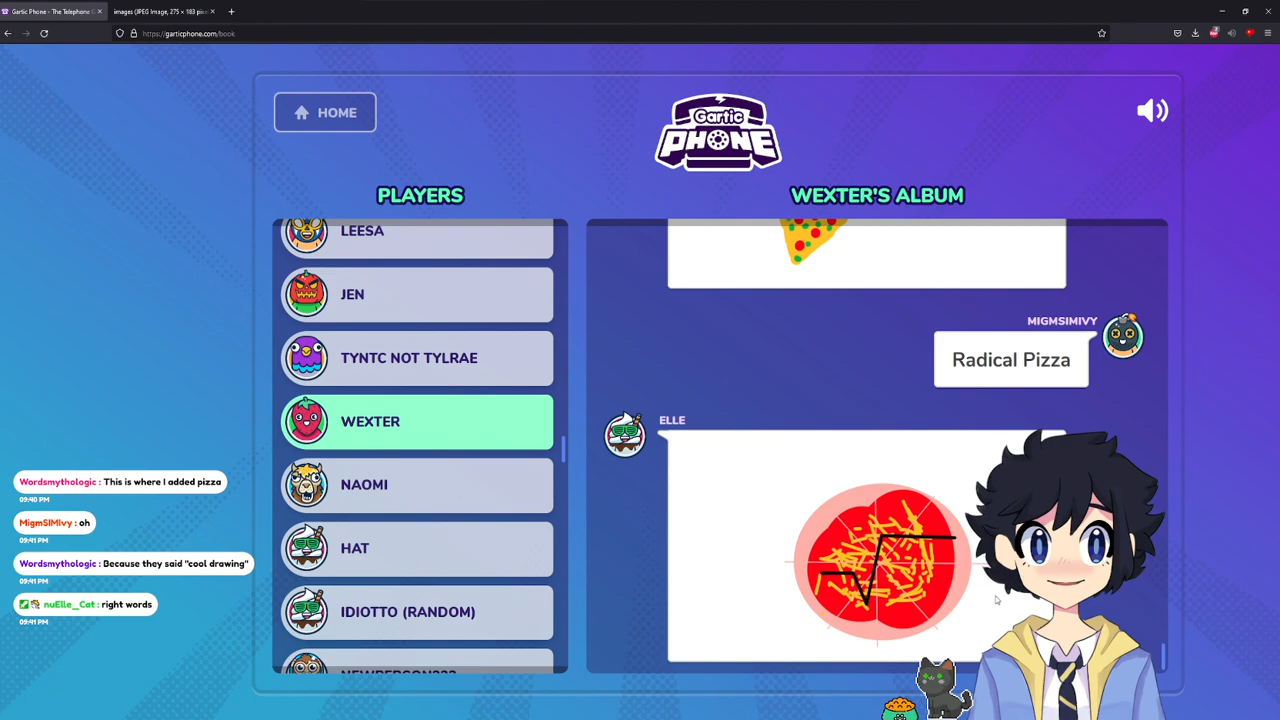 Gartic Phone - The Telephone
images (JPEG Image, 275 × 183 pixels
https://garticphone.com/book
HOME
Gartic
PHONE
PLAYERS
WEXTER'S ALBUM
LEESA
JEN
TYNTC NOT TYLRAE
WEXTER
NAOMI
HAT
IDIOTTO (RANDOM)
MIGMSIMIVY
Radical Pizza
ELLE
Wordsmythologic : This is where I added pizza
09:40 PM
MigmSIMIvy : oh
09:41 PM
Wordsmythologic : Because they said "cool drawing"
09:41 PM
nuElle_Cat : right words
09:41 PM